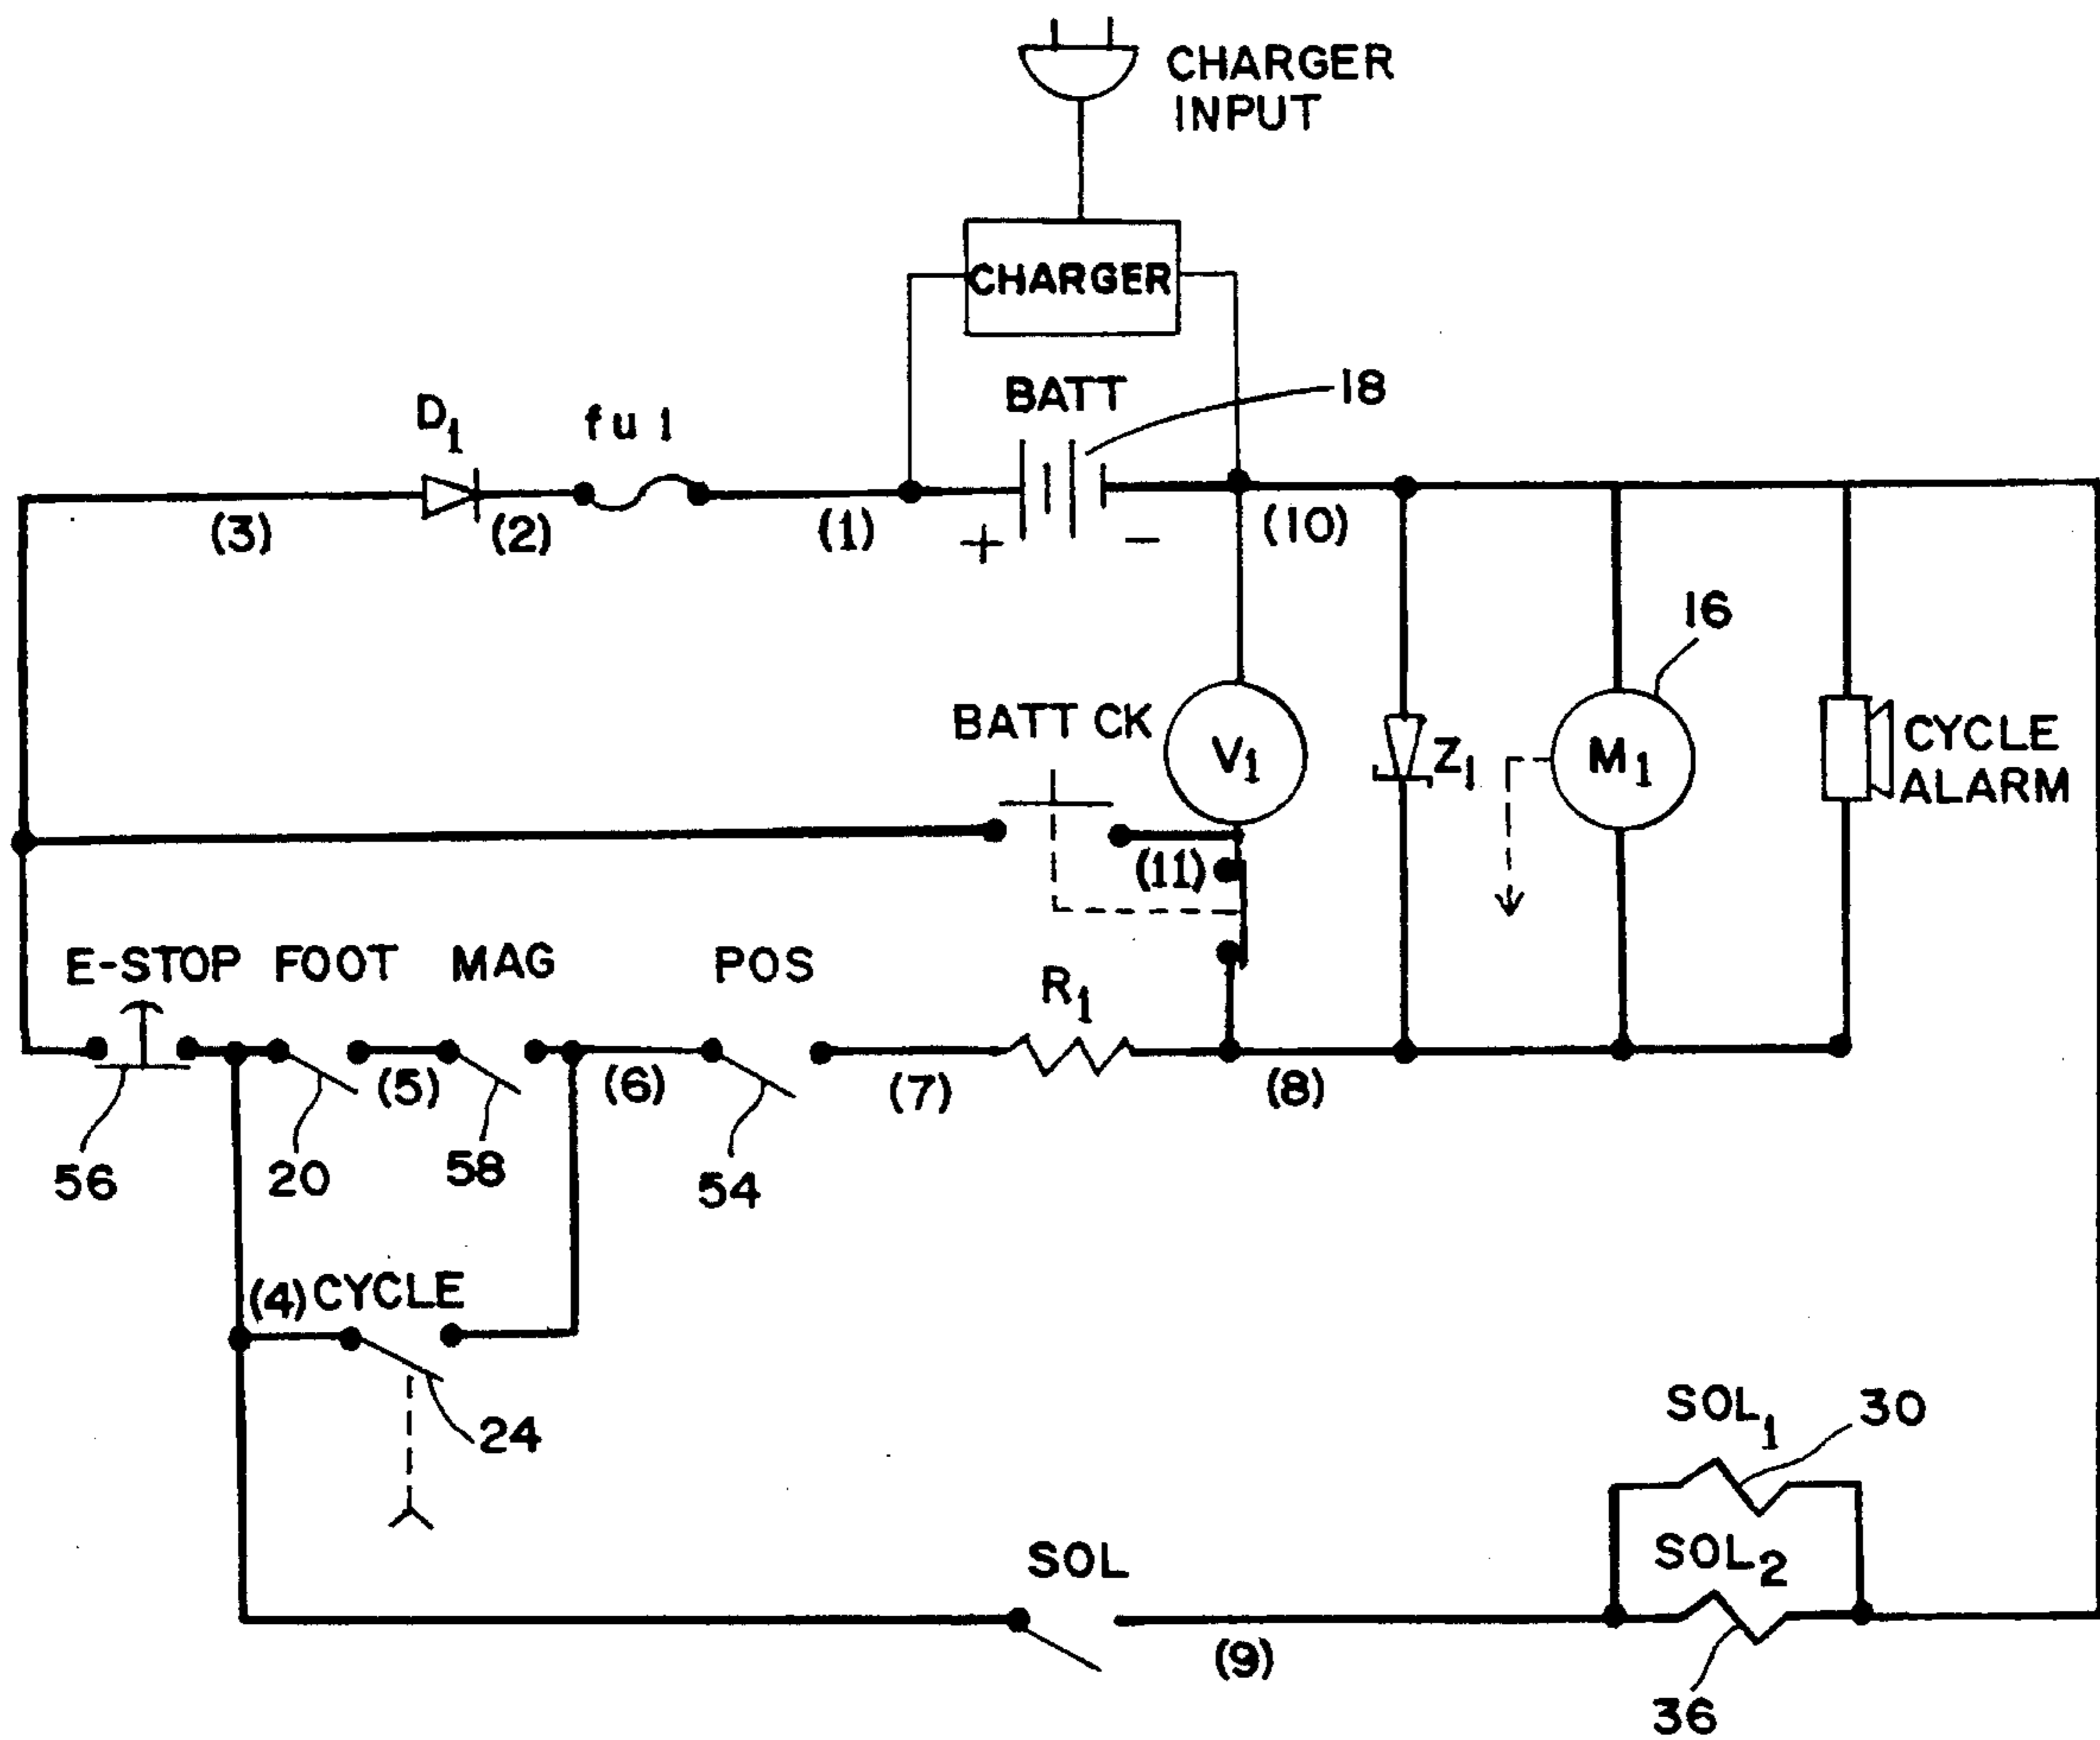 CHARGER
INPUT
CHARGER
BATT
18
D1
fu 1
(3)
(2)
(1)
+
−
(10)
16
BATT CK
V1
Z1
M1
CYCLE
ALARM
(11)
E-STOP
FOOT
MAG
POS
R1
(5)
(6)
(7)
(8)
56
20
58
54
(4)
CYCLE
24
SOL1
30
SOL
SOL2
(9)
36